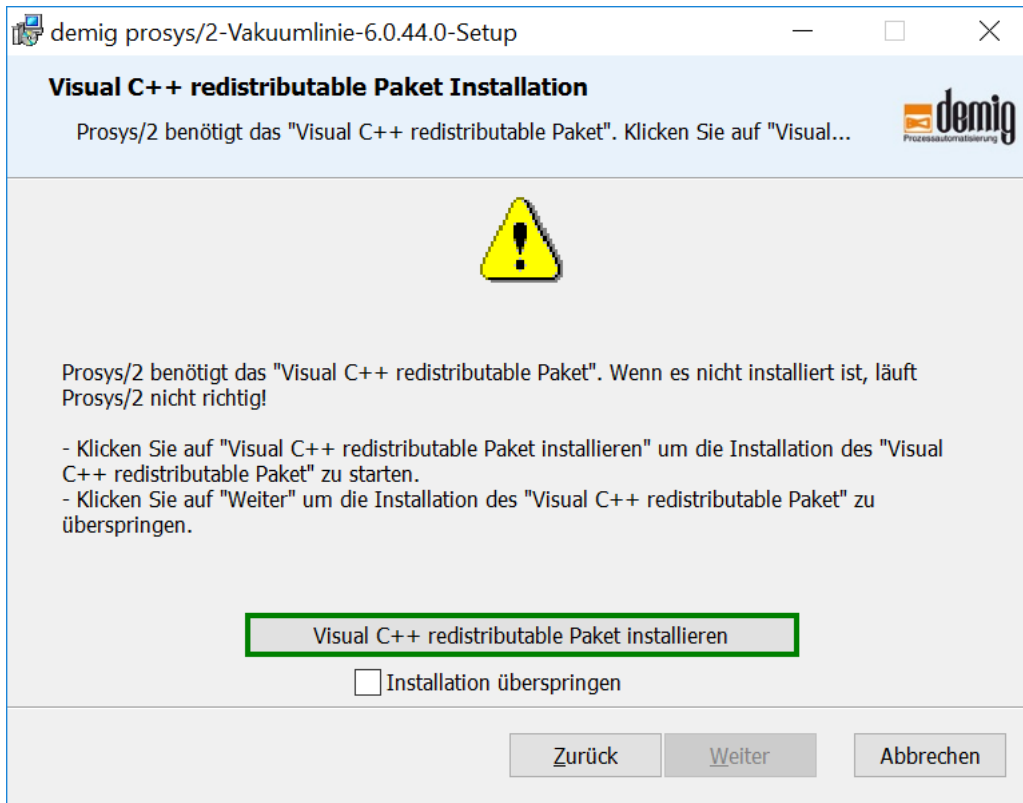 demig prosys/2-Vakuumlinie-6.0.44.0-Setup
Visual C++ redistributable Paket Installation
Prosys/2 benötigt das "Visual C++ redistributable Paket". Klicken Sie auf "Visual...
demig
Prozessautomatisierung
Prosys/2 benötigt das "Visual C++ redistributable Paket". Wenn es nicht installiert ist, läuft
Prosys/2 nicht richtig!
- Klicken Sie auf "Visual C++ redistributable Paket installieren" um die Installation des "Visual
C++ redistributable Paket" zu starten.
- Klicken Sie auf "Weiter" um die Installation des "Visual C++ redistributable Paket" zu
überspringen.
Visual C++ redistributable Paket installieren
Installation überspringen
Zurück
Weiter
Abbrechen